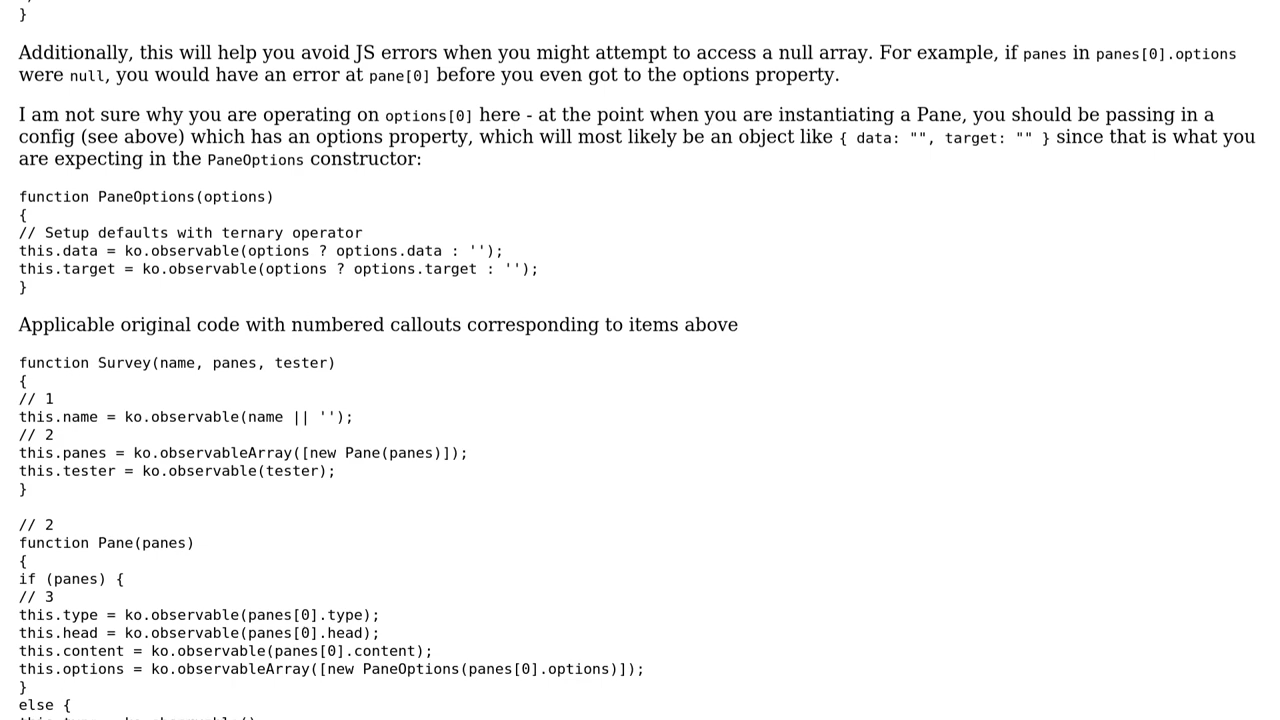 }
Additionally, this will help you avoid JS errors when you might attempt to access a null array. For example, if panes in panes[0].options
were null, you would have an error at pane[0] before you even got to the options property.
I am not sure why you are operating on options[0] here - at the point when you are instantiating a Pane, you should be passing in a
config (see above) which has an options property, which will most likely be an object like { data: "", target: "" } since that is what you
are expecting in the PaneOptions constructor:
function PaneOptions(options)
{
// Setup defaults with ternary operator
this.data = ko.observable(options ? options.data : '');
this.target = ko.observable(options ? options.target : '');
}
Applicable original code with numbered callouts corresponding to items above
function Survey(name, panes, tester)
{
// 1
this.name = ko.observable(name || '');
// 2
this.panes = ko.observableArray([new Pane(panes)]);
this.tester = ko.observable(tester);
}
// 2
function Pane(panes)
{
if (panes) {
// 3
this.type = ko.observable(panes[0].type);
this.head = ko.observable(panes[0].head);
this.content = ko.observable(panes[0].content);
this.options = ko.observableArray([new PaneOptions(panes[0].options)]);
}
else {